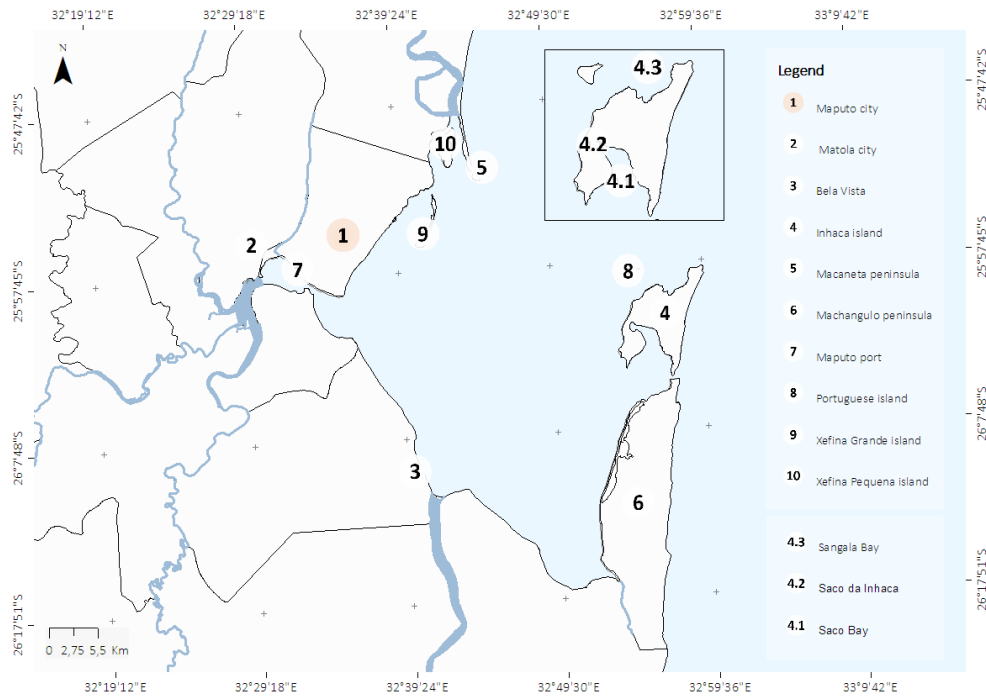 32°19'12"E 32°29'18"E 32°39'24"E 32°49'30"E 32°59'36"E 33°9'42"E
N
25°47'42"S
25°57'45"S
26°7'48"S
26°17'51"S
10
5
2
1
9
7
8
4
3
6
4.3
4.2
4.1
25°47'42"S
25°57'45"S
26°7'48"S
26°17'51"S
Legend
1 Maputo city
2 Matola city
3 Bela Vista
4 Inhaca island
5 Macaneta peninsula
6 Machangulo peninsula
7 Maputo port
8 Portuguese island
9 Xefina Grande island
10 Xefina Pequena island
4.3 Sangala Bay
4.2 Saco da Inhaca
4.1 Saco Bay
0 2,75 5,5 Km
32°19'12"E 32°29'18"E 32°39'24"E 32°49'30"E 32°59'36"E 33°9'42"E